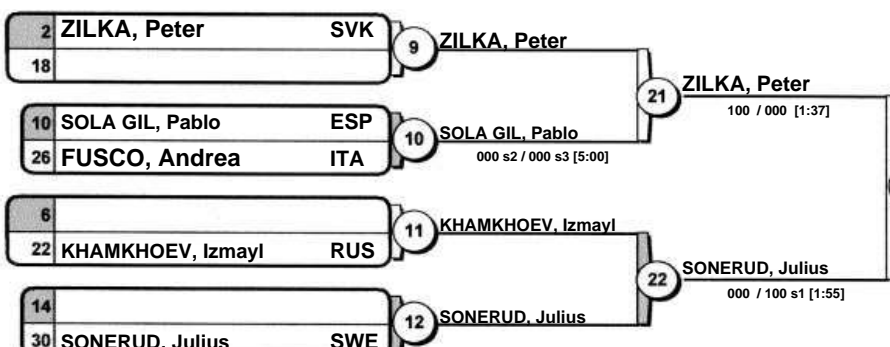 2 ZILKA, Peter SVK
18
9
ZILKA, Peter
10 SOLA GIL, Pablo ESP
26 FUSCO, Andrea ITA
10
SOLA GIL, Pablo
000 s2 / 000 s3 [5:00]
21
ZILKA, Peter
100 / 000 [1:37]
6
22 KHAMKHOEV, Izmayl RUS
11
KHAMKHOEV, Izmayl
14
30 SONERUD, Julius SWE
12
SONERUD, Julius
22
SONERUD, Julius
000 / 100 s1 [1:55]